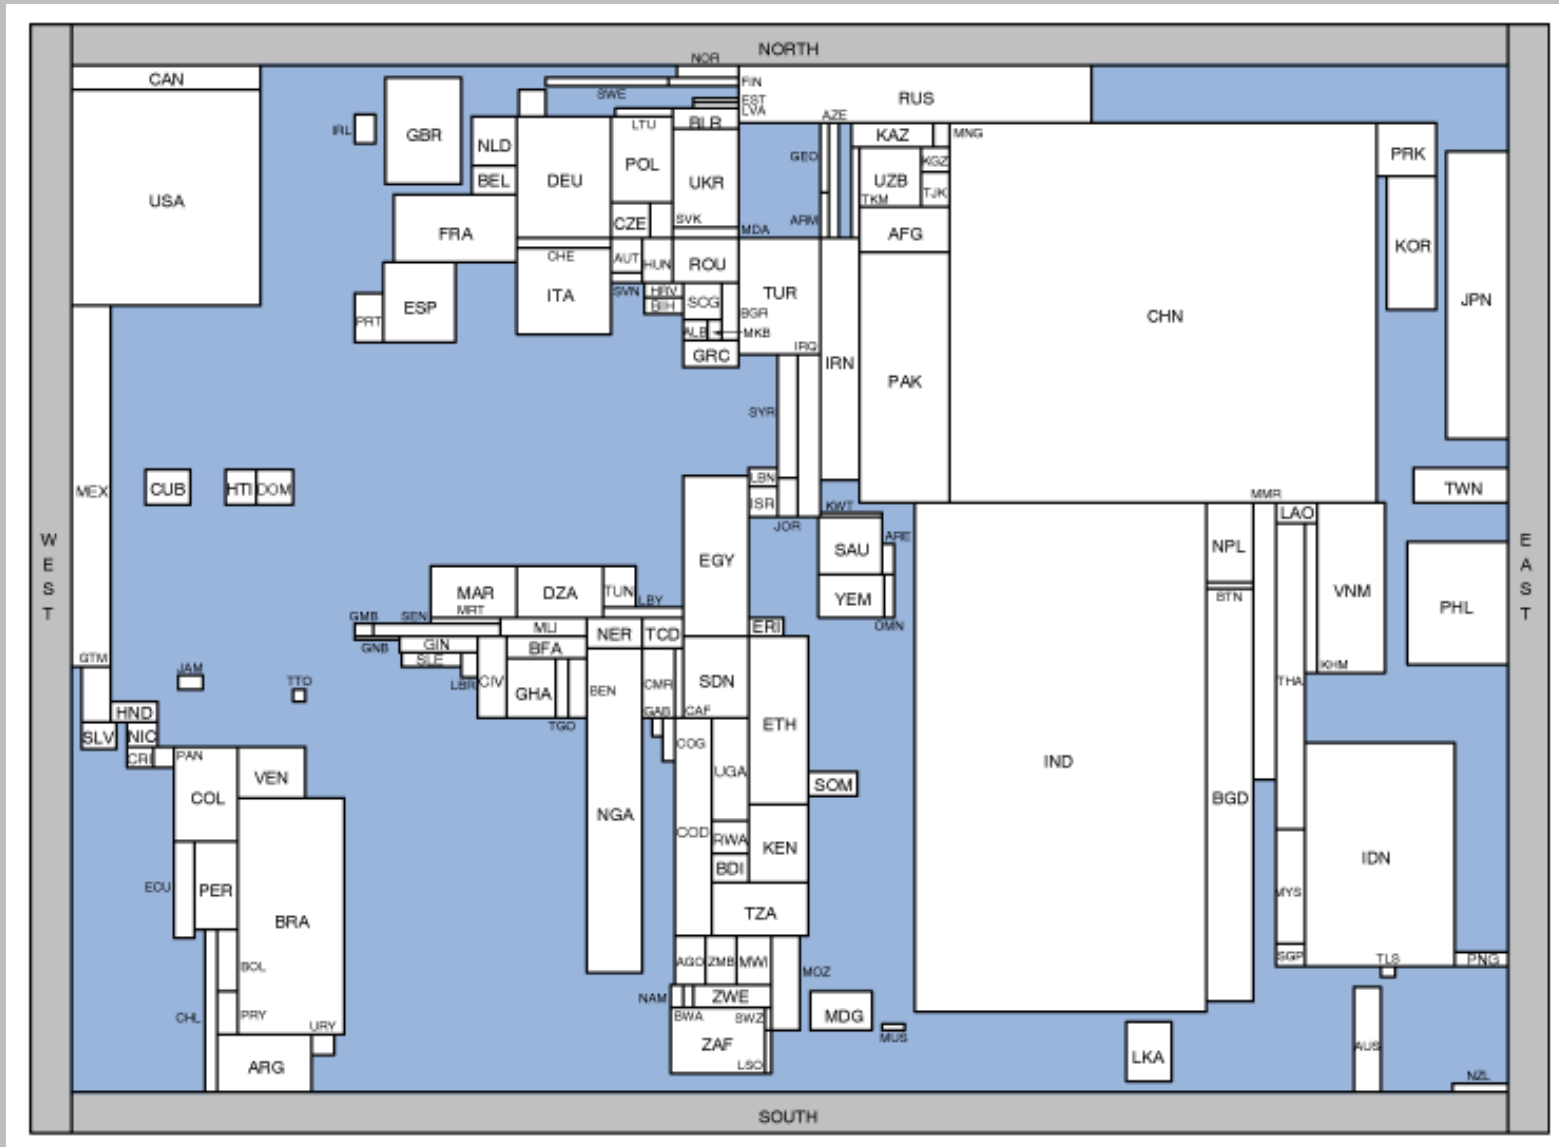 NORTH
NOR
CAN
FIN
EST
SWE
LVA
RUS
AZE
IRL
GBR
LTU
BLR
KAZ
MNG
NLD
POL
GEO
KGZ
PRK
BEL
DEU
UKR
UZB
TJK
TKM
USA
CZE
SVK
MDA
ARM
FRA
AFG
KOR
CHE
AUT
HUN
ROU
ITA
SVN
HRV
BIH
SCG
TUR
BGR
JPN
PRT
ESP
ALB
MKB
IRQ
CHN
GRC
IRN
PAK
SYR
MEX
CUB
HTI
DOM
LBN
ISR
JOR
KWT
TWN
MMR
LAO
WEST
EAST
EGY
SAU
ARE
NPL
MAR
DZA
TUN
LBY
YEM
OMN
BTN
VNM
PHL
GMB
SEN
MRT
MLI
NER
TCD
ERI
GNB
GIN
BFA
SLE
LBR
CIV
GHA
TGO
BEN
CMR
GAB
SDN
CAF
GTM
JAM
TTO
KHM
THA
HND
SLV
NIC
CRI
PAN
ETH
COG
UGA
SOM
VEN
COL
NGA
COD
RWA
KEN
BDI
IND
BGD
IDN
ECU
PER
BRA
TZA
MYS
BOL
AGO
ZMB
MWI
MOZ
SGP
TLS
PNG
CHL
PRY
URY
NAM
ZWE
BWA
SWZ
MDG
MUS
ZAF
LSO
ARG
LKA
AUS
NZL
SOUTH